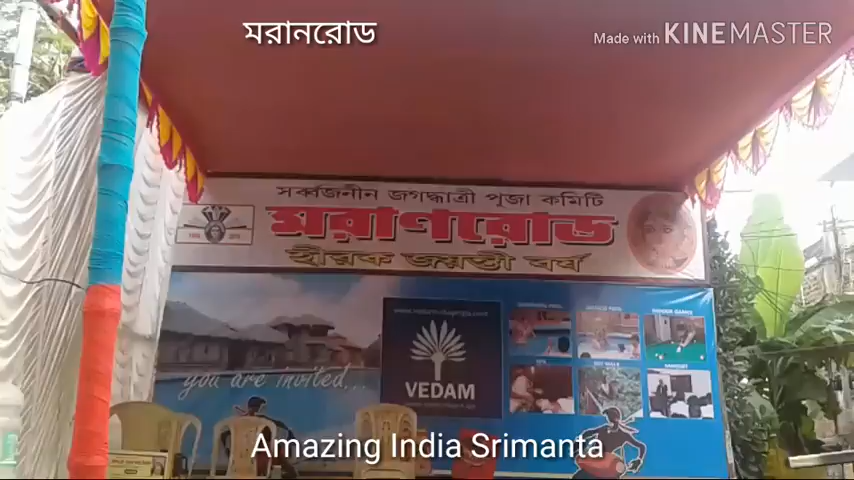 মরানরোড
Made with KINEMASTER
সর্ব্বজনীন জগদ্ধাত্রী পূজা কমিটি
মরাণরোড
হীরক জয়ন্তী বর্ষ
you are invited....
VEDAM
Amazing India Srimanta